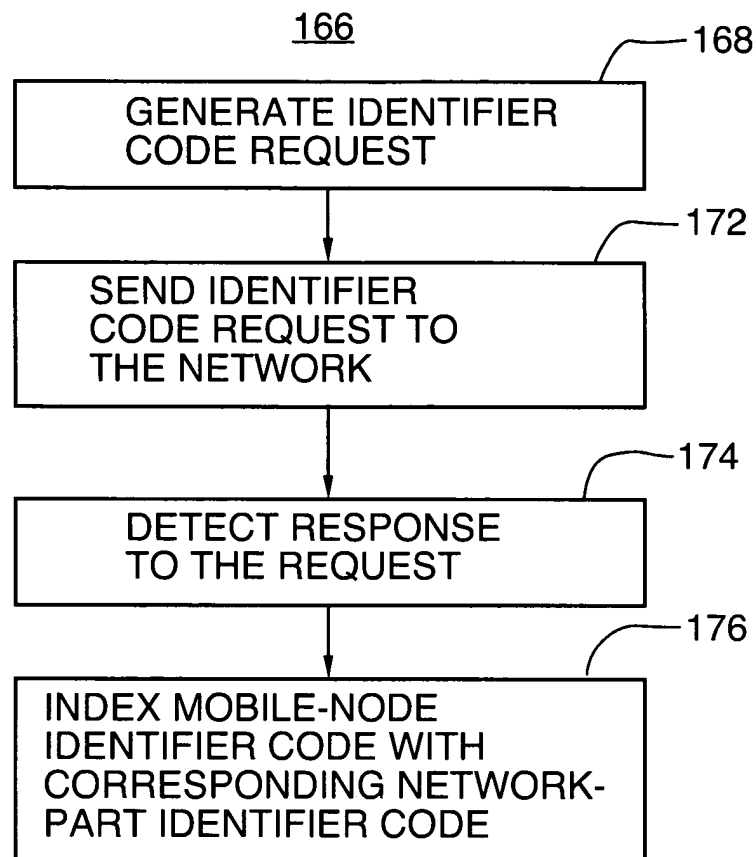 166
168
GENERATE IDENTIFIER
CODE REQUEST
172
SEND IDENTIFIER
CODE REQUEST TO
THE NETWORK
174
DETECT RESPONSE
TO THE REQUEST
176
INDEX MOBILE-NODE
IDENTIFIER CODE WITH
CORRESPONDING NETWORK-
PART IDENTIFIER CODE